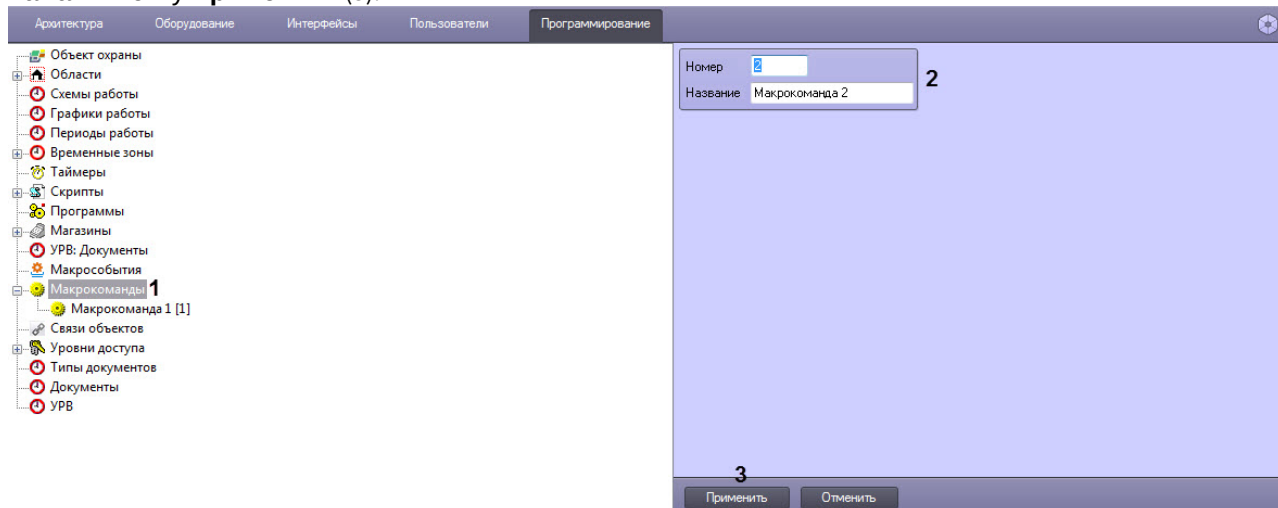 Архитектура Оборудование Интерфейсы Пользователи Программирование
Объект охраны
Области
Схемы работы
Графики работы
Периоды работы
Временные зоны
Таймеры
Скрипты
Программы
Магазины
УРВ: Документы
Макрособытия
Макрокоманды 1
Макрокоманда 1 [1]
Связи объектов
Уровни доступа
Типы документов
Документы
УРВ
Номер 2
Название Макрокоманда 2
2
3
Применить Отменить